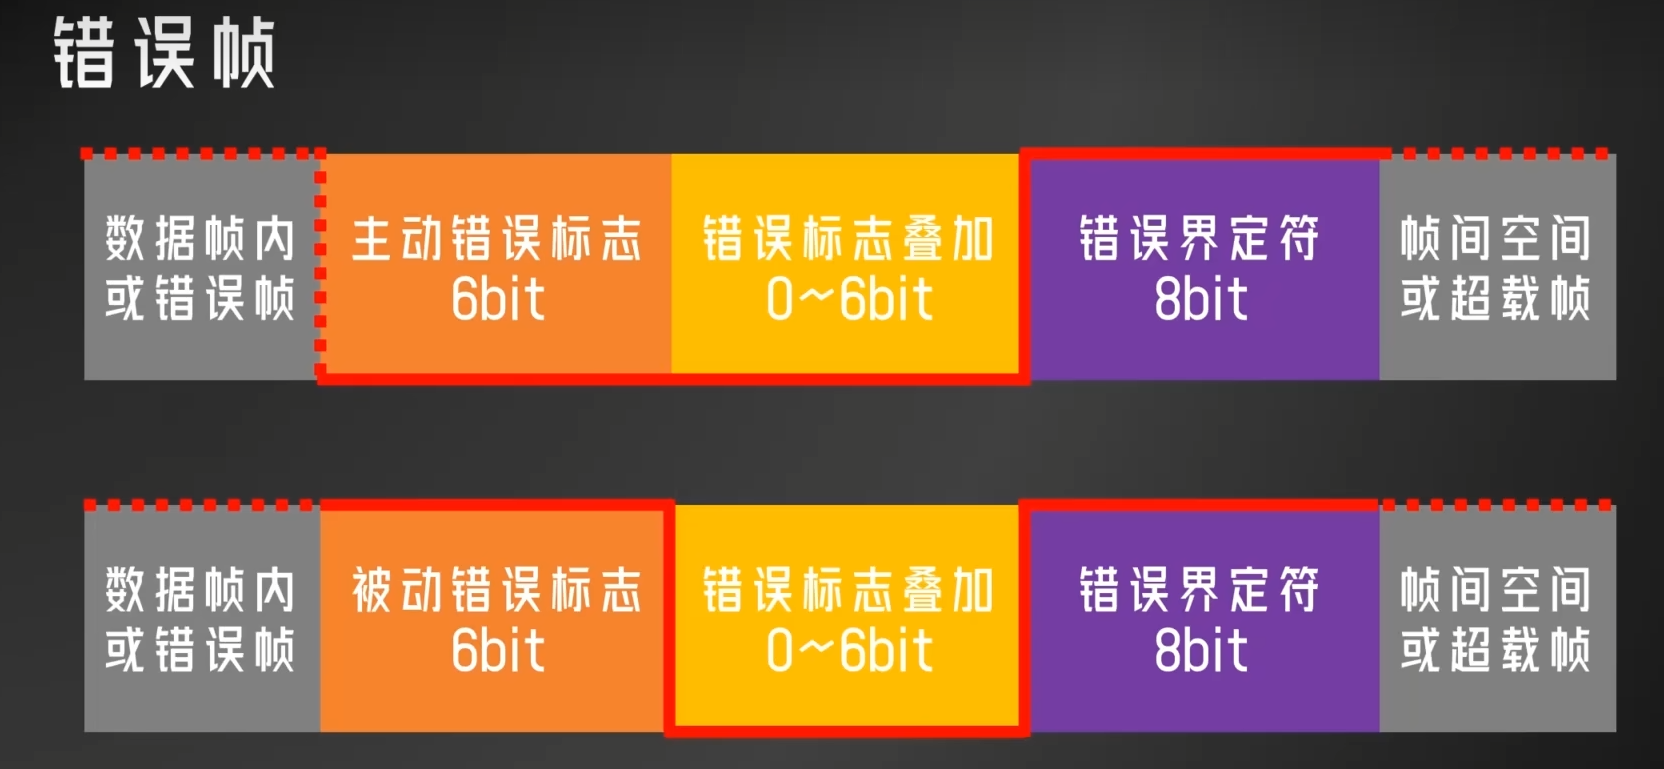 错误帧
数据帧内
或错误帧
主动错误标志
6bit
错误标志叠加
0~6bit
错误界定符
8bit
帧间空间
或超载帧
数据帧内
或错误帧
被动错误标志
6bit
错误标志叠加
0~6bit
错误界定符
8bit
帧间空间
或超载帧